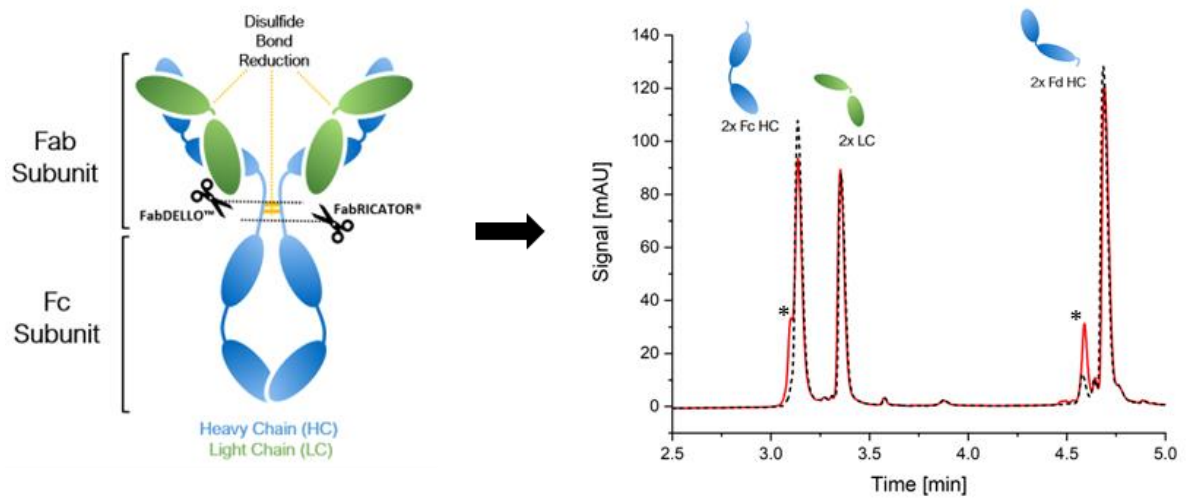 Disulfide
Bond
Reduction
Fab
Subunit
FabDELLO™
FabRICATOR®
Fc
Subunit
Heavy Chain (HC)
Light Chain (LC)
140
120
100
80
60
40
20
0
Signal [mAU]
2x Fc HC
2x LC
2x Fd HC
*
*
2.5 3.0 3.5 4.0 4.5 5.0
Time [min]